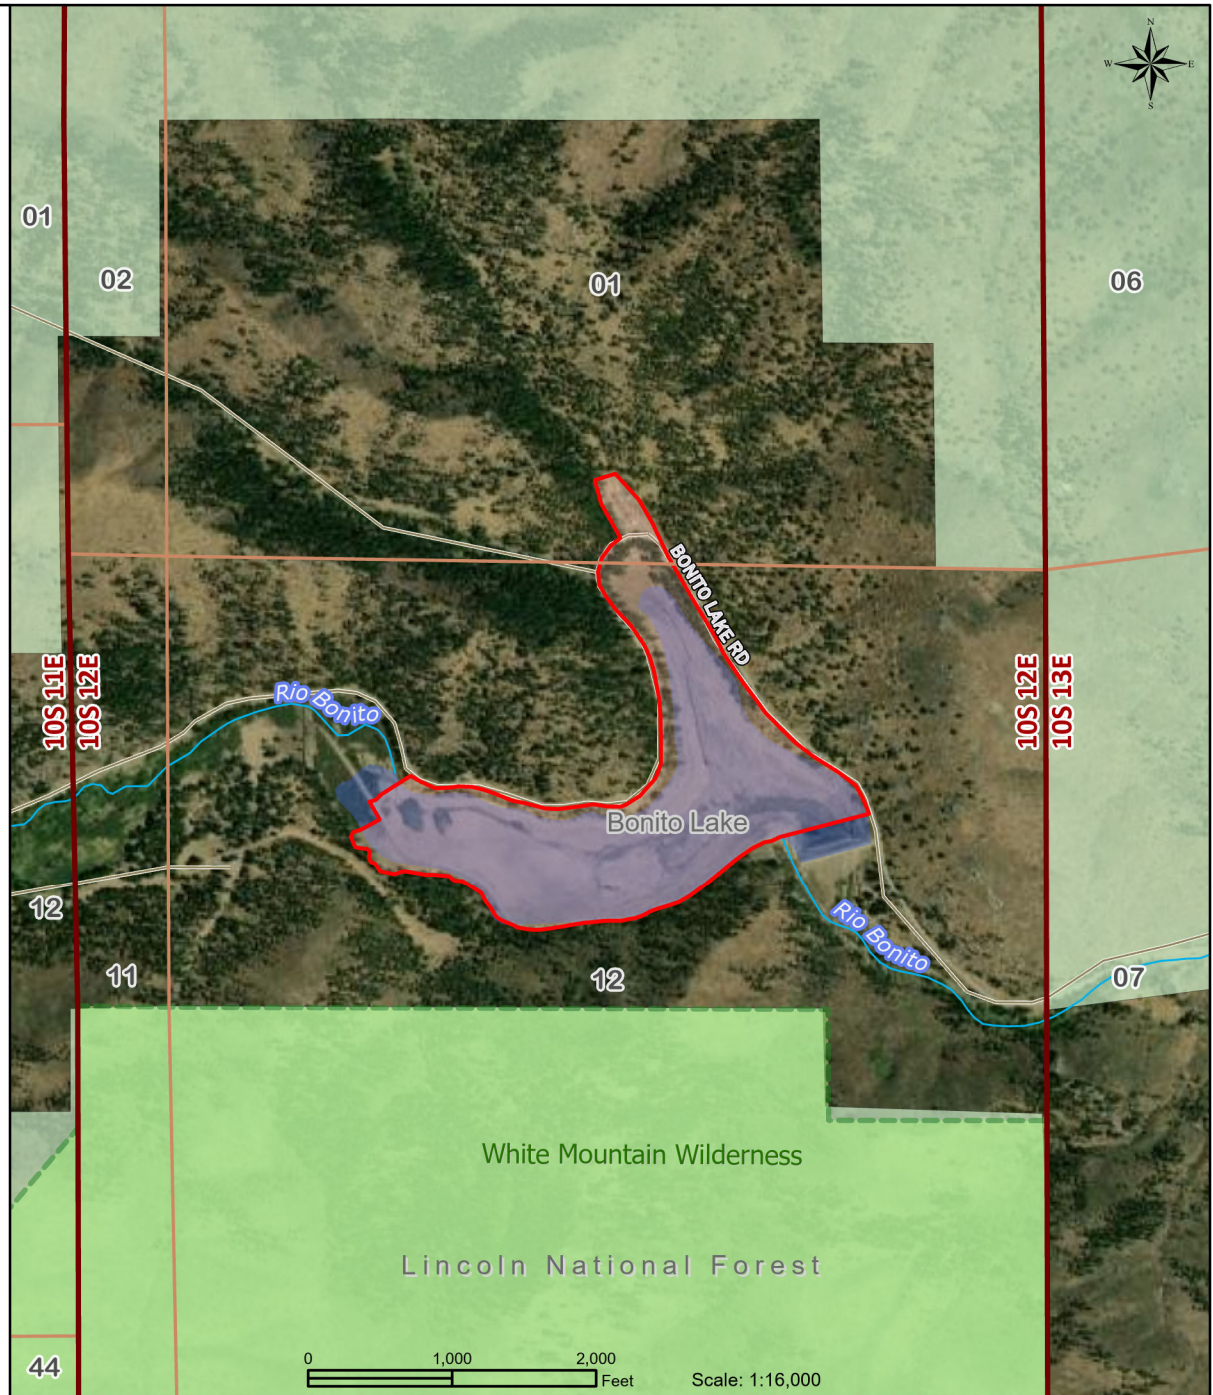 N
W E
S
01
02
01
06
BONITO LAKE RD
10S 11E
10S 12E
10S 12E
10S 13E
Rio Bonito
Bonito Lake
12
Rio Bonito
11
12
07
White Mountain Wilderness
Lincoln National Forest
44
0 1,000 2,000
Feet
Scale: 1:16,000